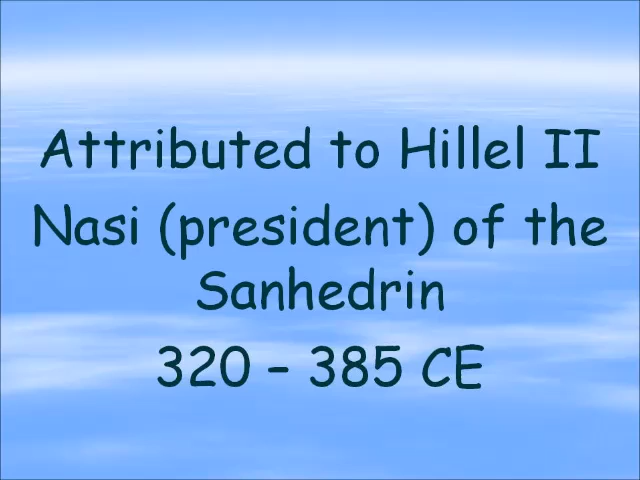 Attributed to Hillel II
Nasi (president) of the
Sanhedrin
320 – 385 CE